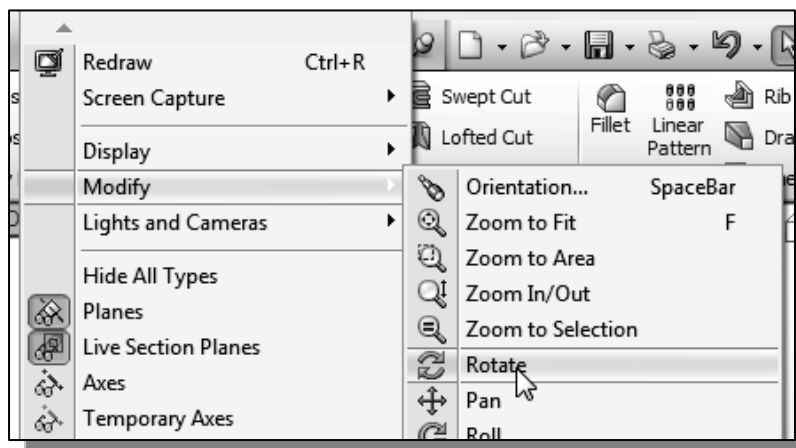 Redraw Ctrl+R
Screen Capture
Display
Modify
Lights and Cameras
Hide All Types
Planes
Live Section Planes
Axes
Temporary Axes
Swept Cut
Lofted Cut
Fillet
Linear
Pattern
Rib
Dra
Orientation... SpaceBar
Zoom to Fit F
Zoom to Area
Zoom In/Out
Zoom to Selection
Rotate
Pan
Roll